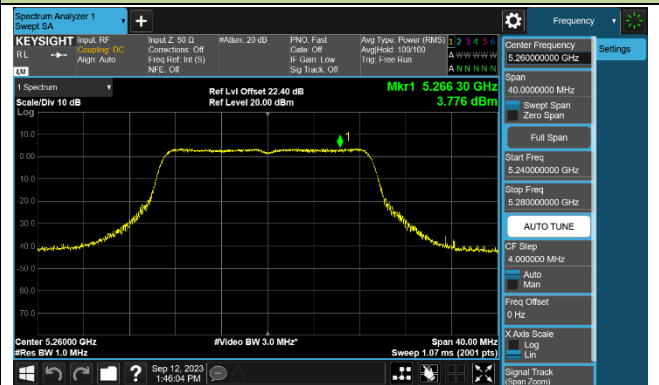 Spectrum Analyzer 1
Swept SA
Frequency
KEYSIGHT
RL
LXI
Input: RF
Coupling: DC
Align: Auto
Input Z: 50 Ω
Corrections: Off
Freq Ref: Int (S)
NFE: Off
#Atten: 20 dB
PNO: Fast
Gate: Off
IF Gain: Low
Sig Track: Off
Avg Type: Power (RMS)
Avg|Hold: 100/100
Trig: Free Run
1 2 3 4 5 6
A W W W W W
A N N N N N
Center Frequency
5.260000000 GHz
Settings
1 Spectrum
Scale/Div 10 dB
Log
Ref Lvl Offset 22.40 dB
Ref Level 20.00 dBm
Mkr1 5.266 30 GHz
3.776 dBm
Span
40.0000000 MHz
Swept Span
Zero Span
Full Span
Start Freq
5.240000000 GHz
Stop Freq
5.280000000 GHz
AUTO TUNE
CF Step
4.000000 MHz
Auto
Man
Freq Offset
0 Hz
X Axis Scale
Log
Lin
Signal Track
(Span Zoom)
1
10.0
0.00
-10.0
-20.0
-30.0
-40.0
-50.0
-60.0
-70.0
Center 5.26000 GHz
#Res BW 1.0 MHz
#Video BW 3.0 MHz*
Span 40.00 MHz
Sweep 1.07 ms (2001 pts)
?
Sep 12, 2023
1:46:04 PM